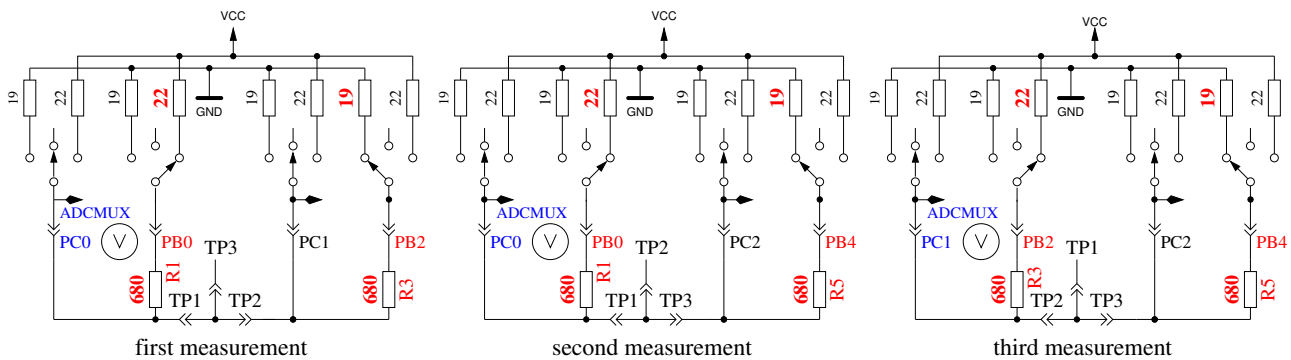 VCC
19
22
19
22
GND
19
22
19
22
ADCMUX
PC0
V
PB0
TP3
PC1
PB2
680
R1
680
R3
TP1
TP2
first measurement
VCC
19
22
19
22
GND
19
22
19
22
ADCMUX
PC0
V
PB0
TP2
PC2
PB4
680
R1
680
R5
TP1
TP3
second measurement
VCC
19
22
19
22
GND
19
22
19
22
ADCMUX
PC1
V
PB2
TP1
PC2
PB4
680
R3
680
R5
TP2
TP3
third measurement